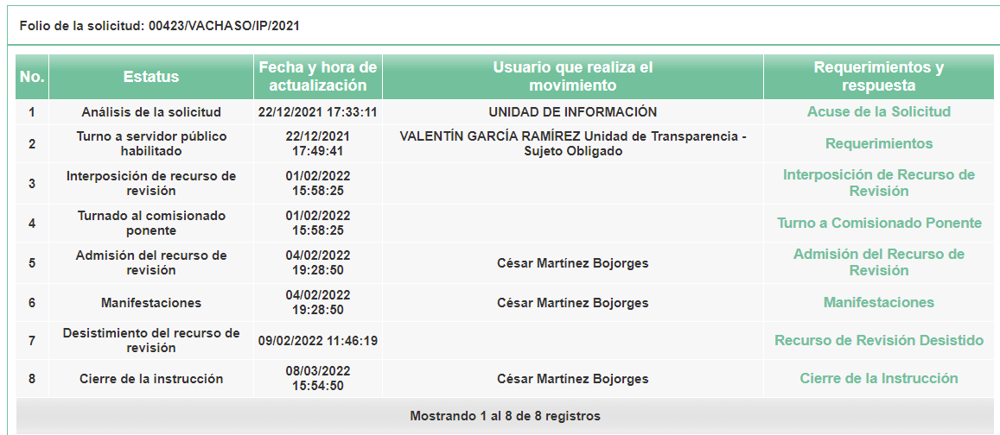 Folio de la solicitud: 00423/VACHASO/IP/2021
No. Estatus Fecha y hora de actualización Usuario que realiza el movimiento Requerimientos y respuesta
1 Análisis de la solicitud 22/12/2021 17:33:11 UNIDAD DE INFORMACIÓN Acuse de la Solicitud
2 Turno a servidor público habilitado 22/12/2021 17:49:41 VALENTÍN GARCÍA RAMÍREZ Unidad de Transparencia - Sujeto Obligado Requerimientos
3 Interposición de recurso de revisión 01/02/2022 15:58:25 Interposición de Recurso de Revisión
4 Turnado al comisionado ponente 01/02/2022 15:58:25 Turno a Comisionado Ponente
5 Admisión del recurso de revisión 04/02/2022 19:28:50 César Martínez Bojorges Admisión del Recurso de Revisión
6 Manifestaciones 04/02/2022 19:28:50 César Martínez Bojorges Manifestaciones
7 Desistimiento del recurso de revisión 09/02/2022 11:46:19 Recurso de Revisión Desistido
8 Cierre de la instrucción 08/03/2022 15:54:50 César Martínez Bojorges Cierre de la Instrucción
Mostrando 1 al 8 de 8 registros